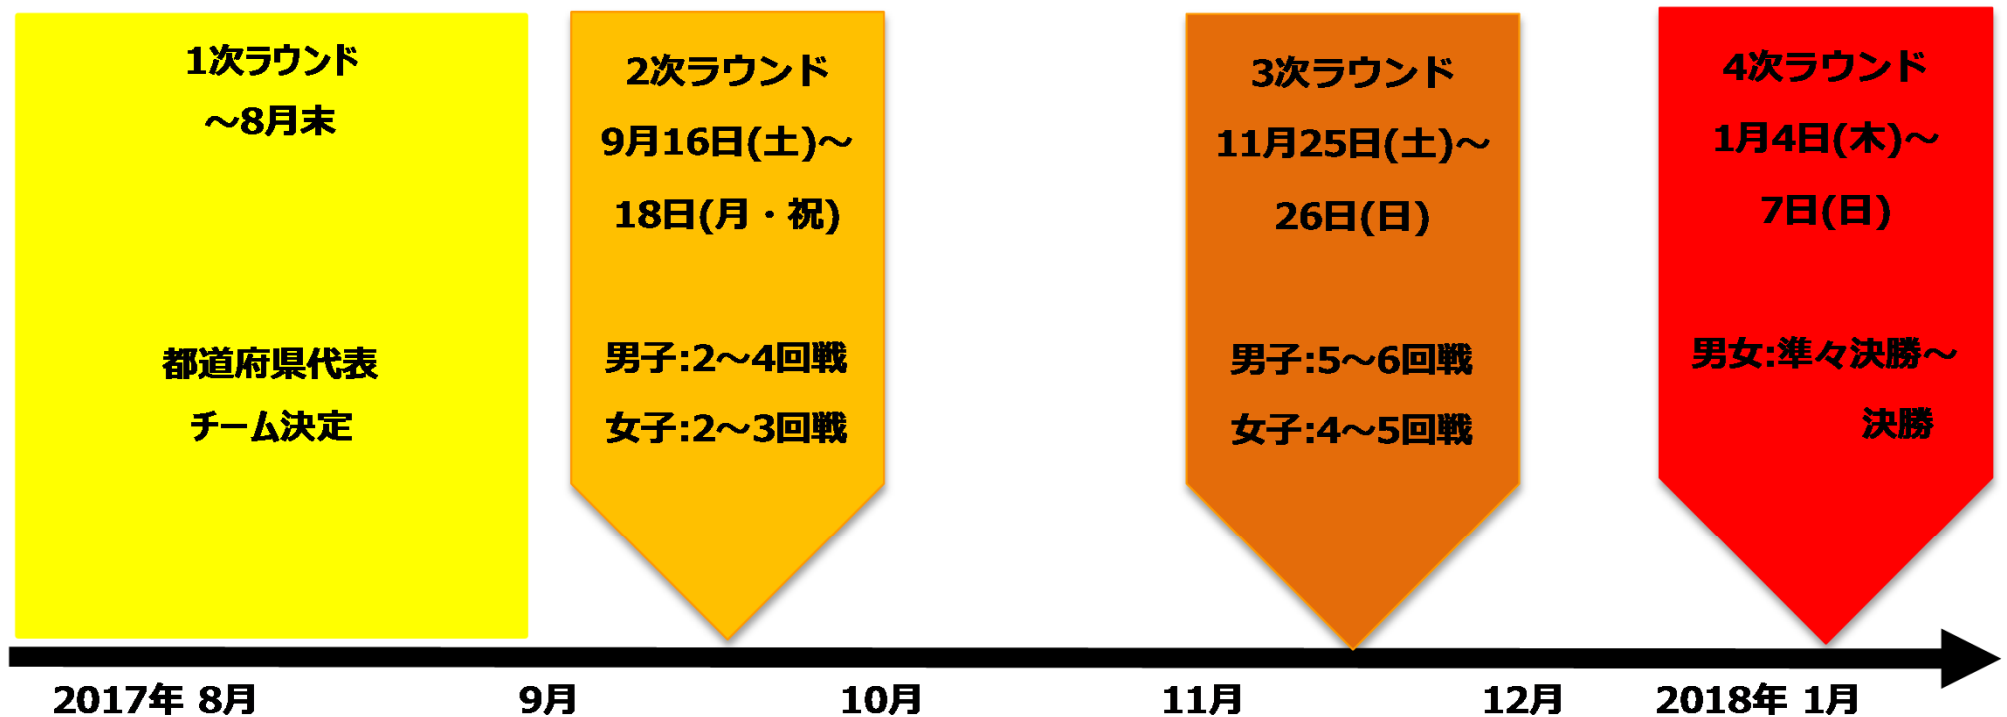 1次ラウンド
～8月末
都道府県代表
チーム決定
2次ラウンド
9月16日(土)～
18日(月・祝)
男子:2～4回戦
女子:2～3回戦
3次ラウンド
11月25日(土)～
26日(日)
男子:5～6回戦
女子:4～5回戦
4次ラウンド
1月4日(木)～
7日(日)
男女:準々決勝～
決勝
2017年 8月
9月
10月
11月
12月
2018年 1月